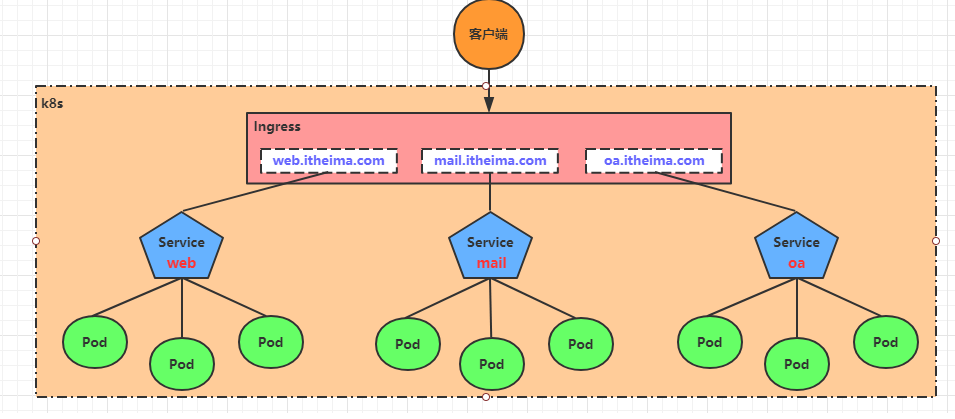 客户端
k8s
Ingress
web.itheima.com
mail.itheima.com
oa.itheima.com
Service
web
Service
mail
Service
oa
Pod
Pod
Pod
Pod
Pod
Pod
Pod
Pod
Pod